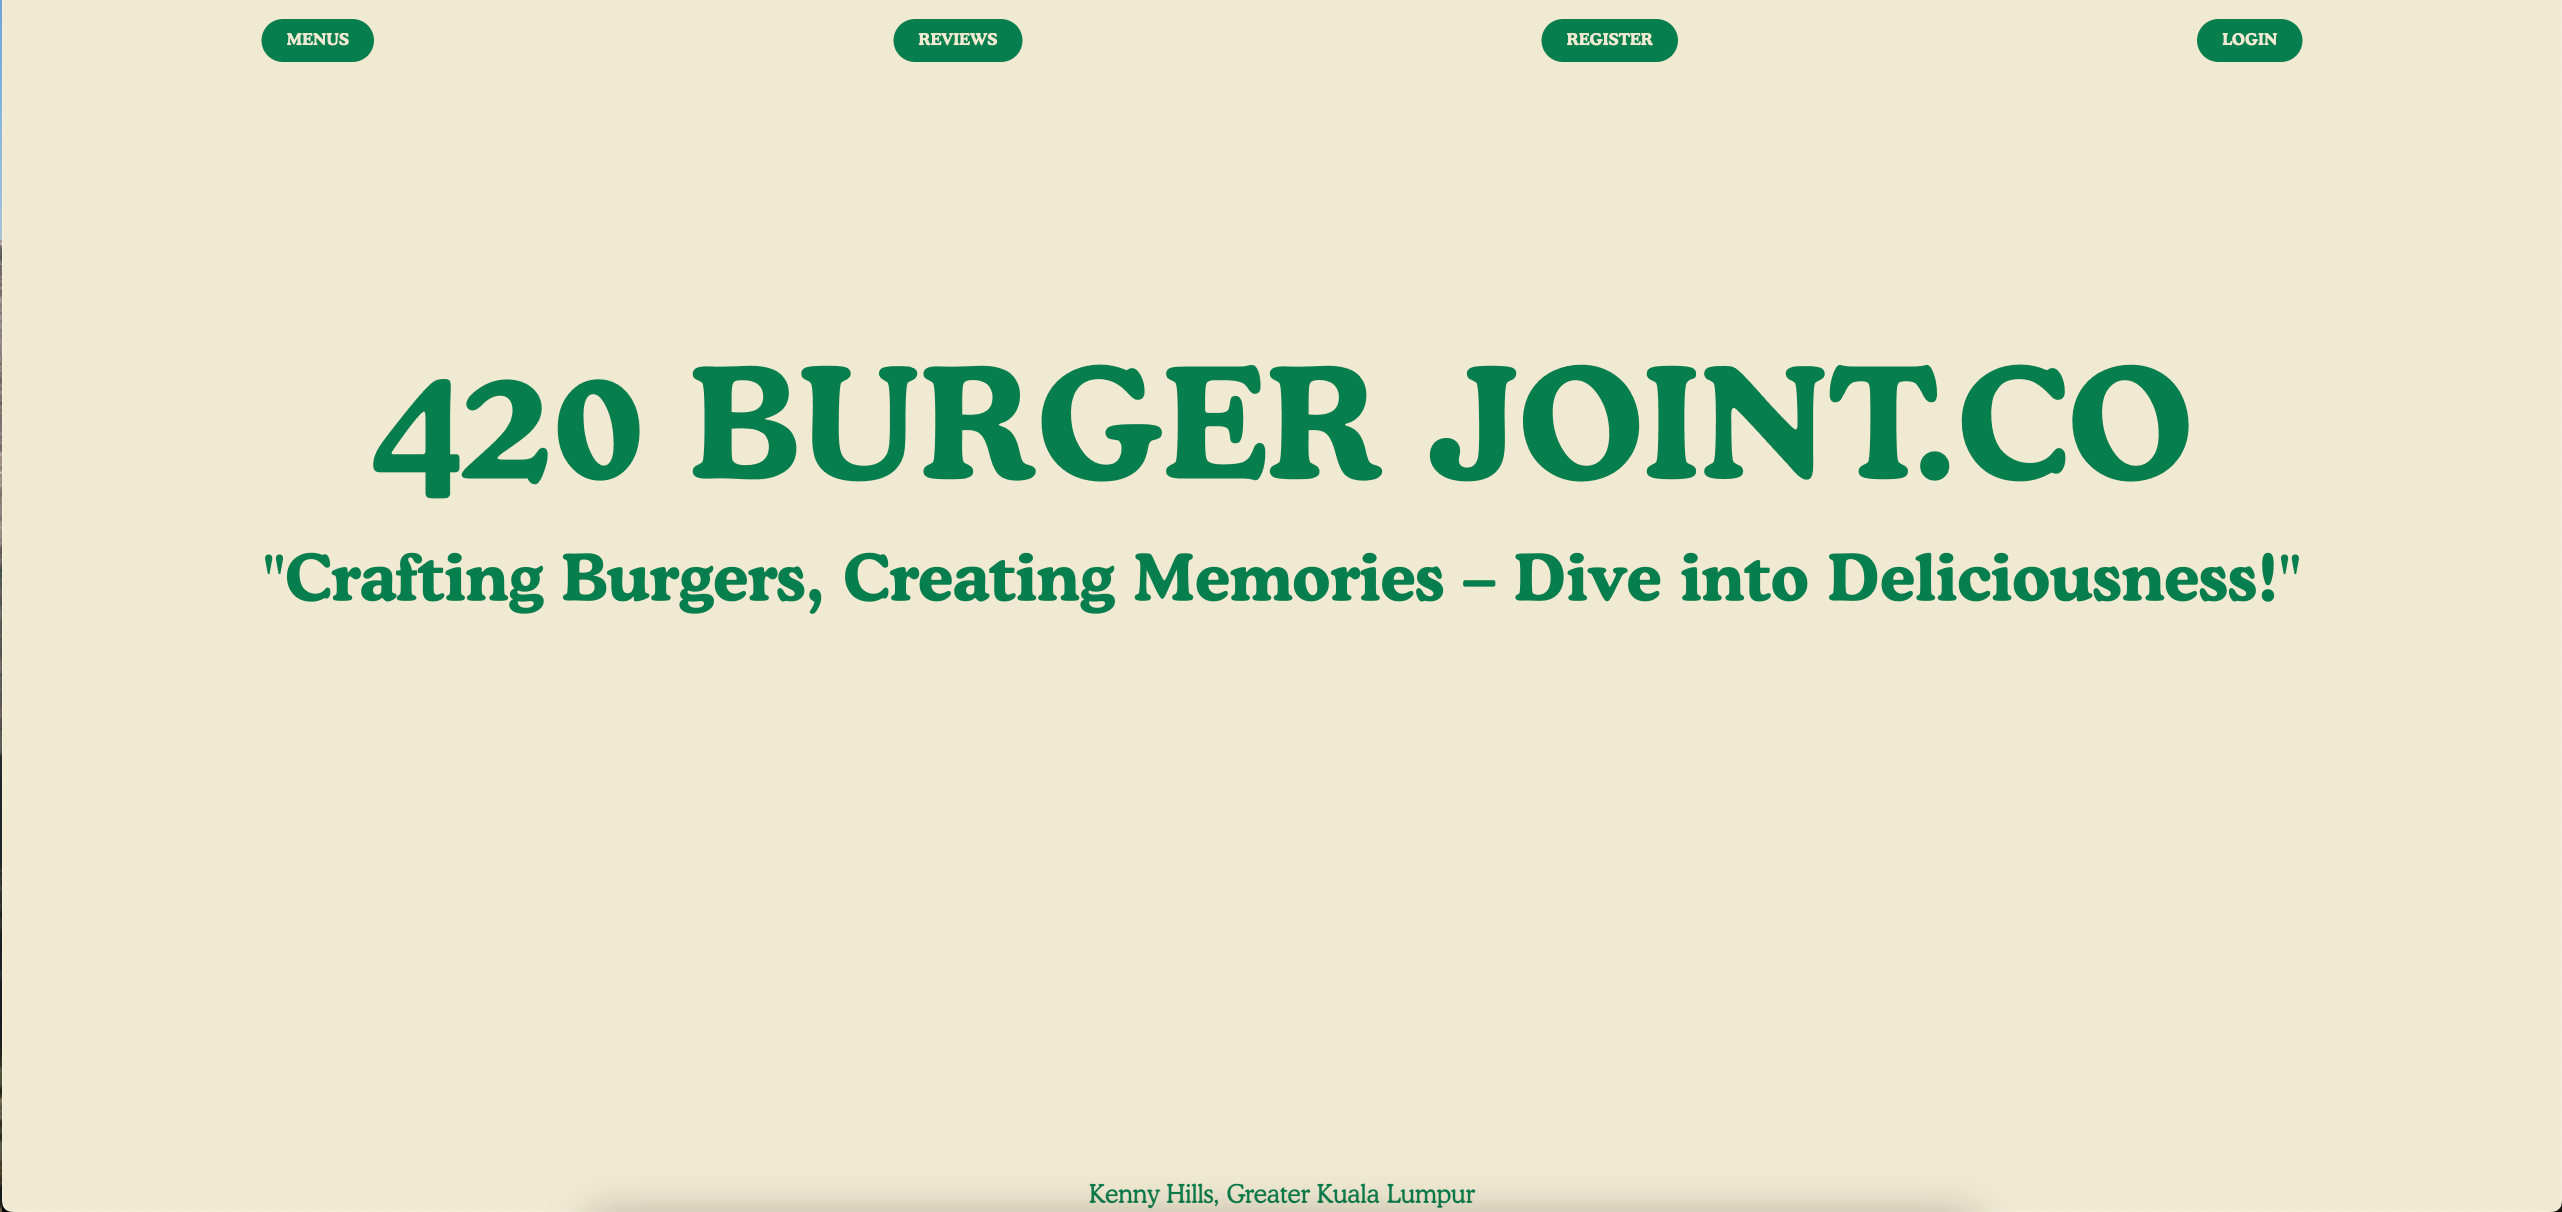 MENUS REVIEWS REGISTER LOGIN
420 BURGER JOINT.CO
"Crafting Burgers, Creating Memories – Dive into Deliciousness!"
Kenny Hills, Greater Kuala Lumpur